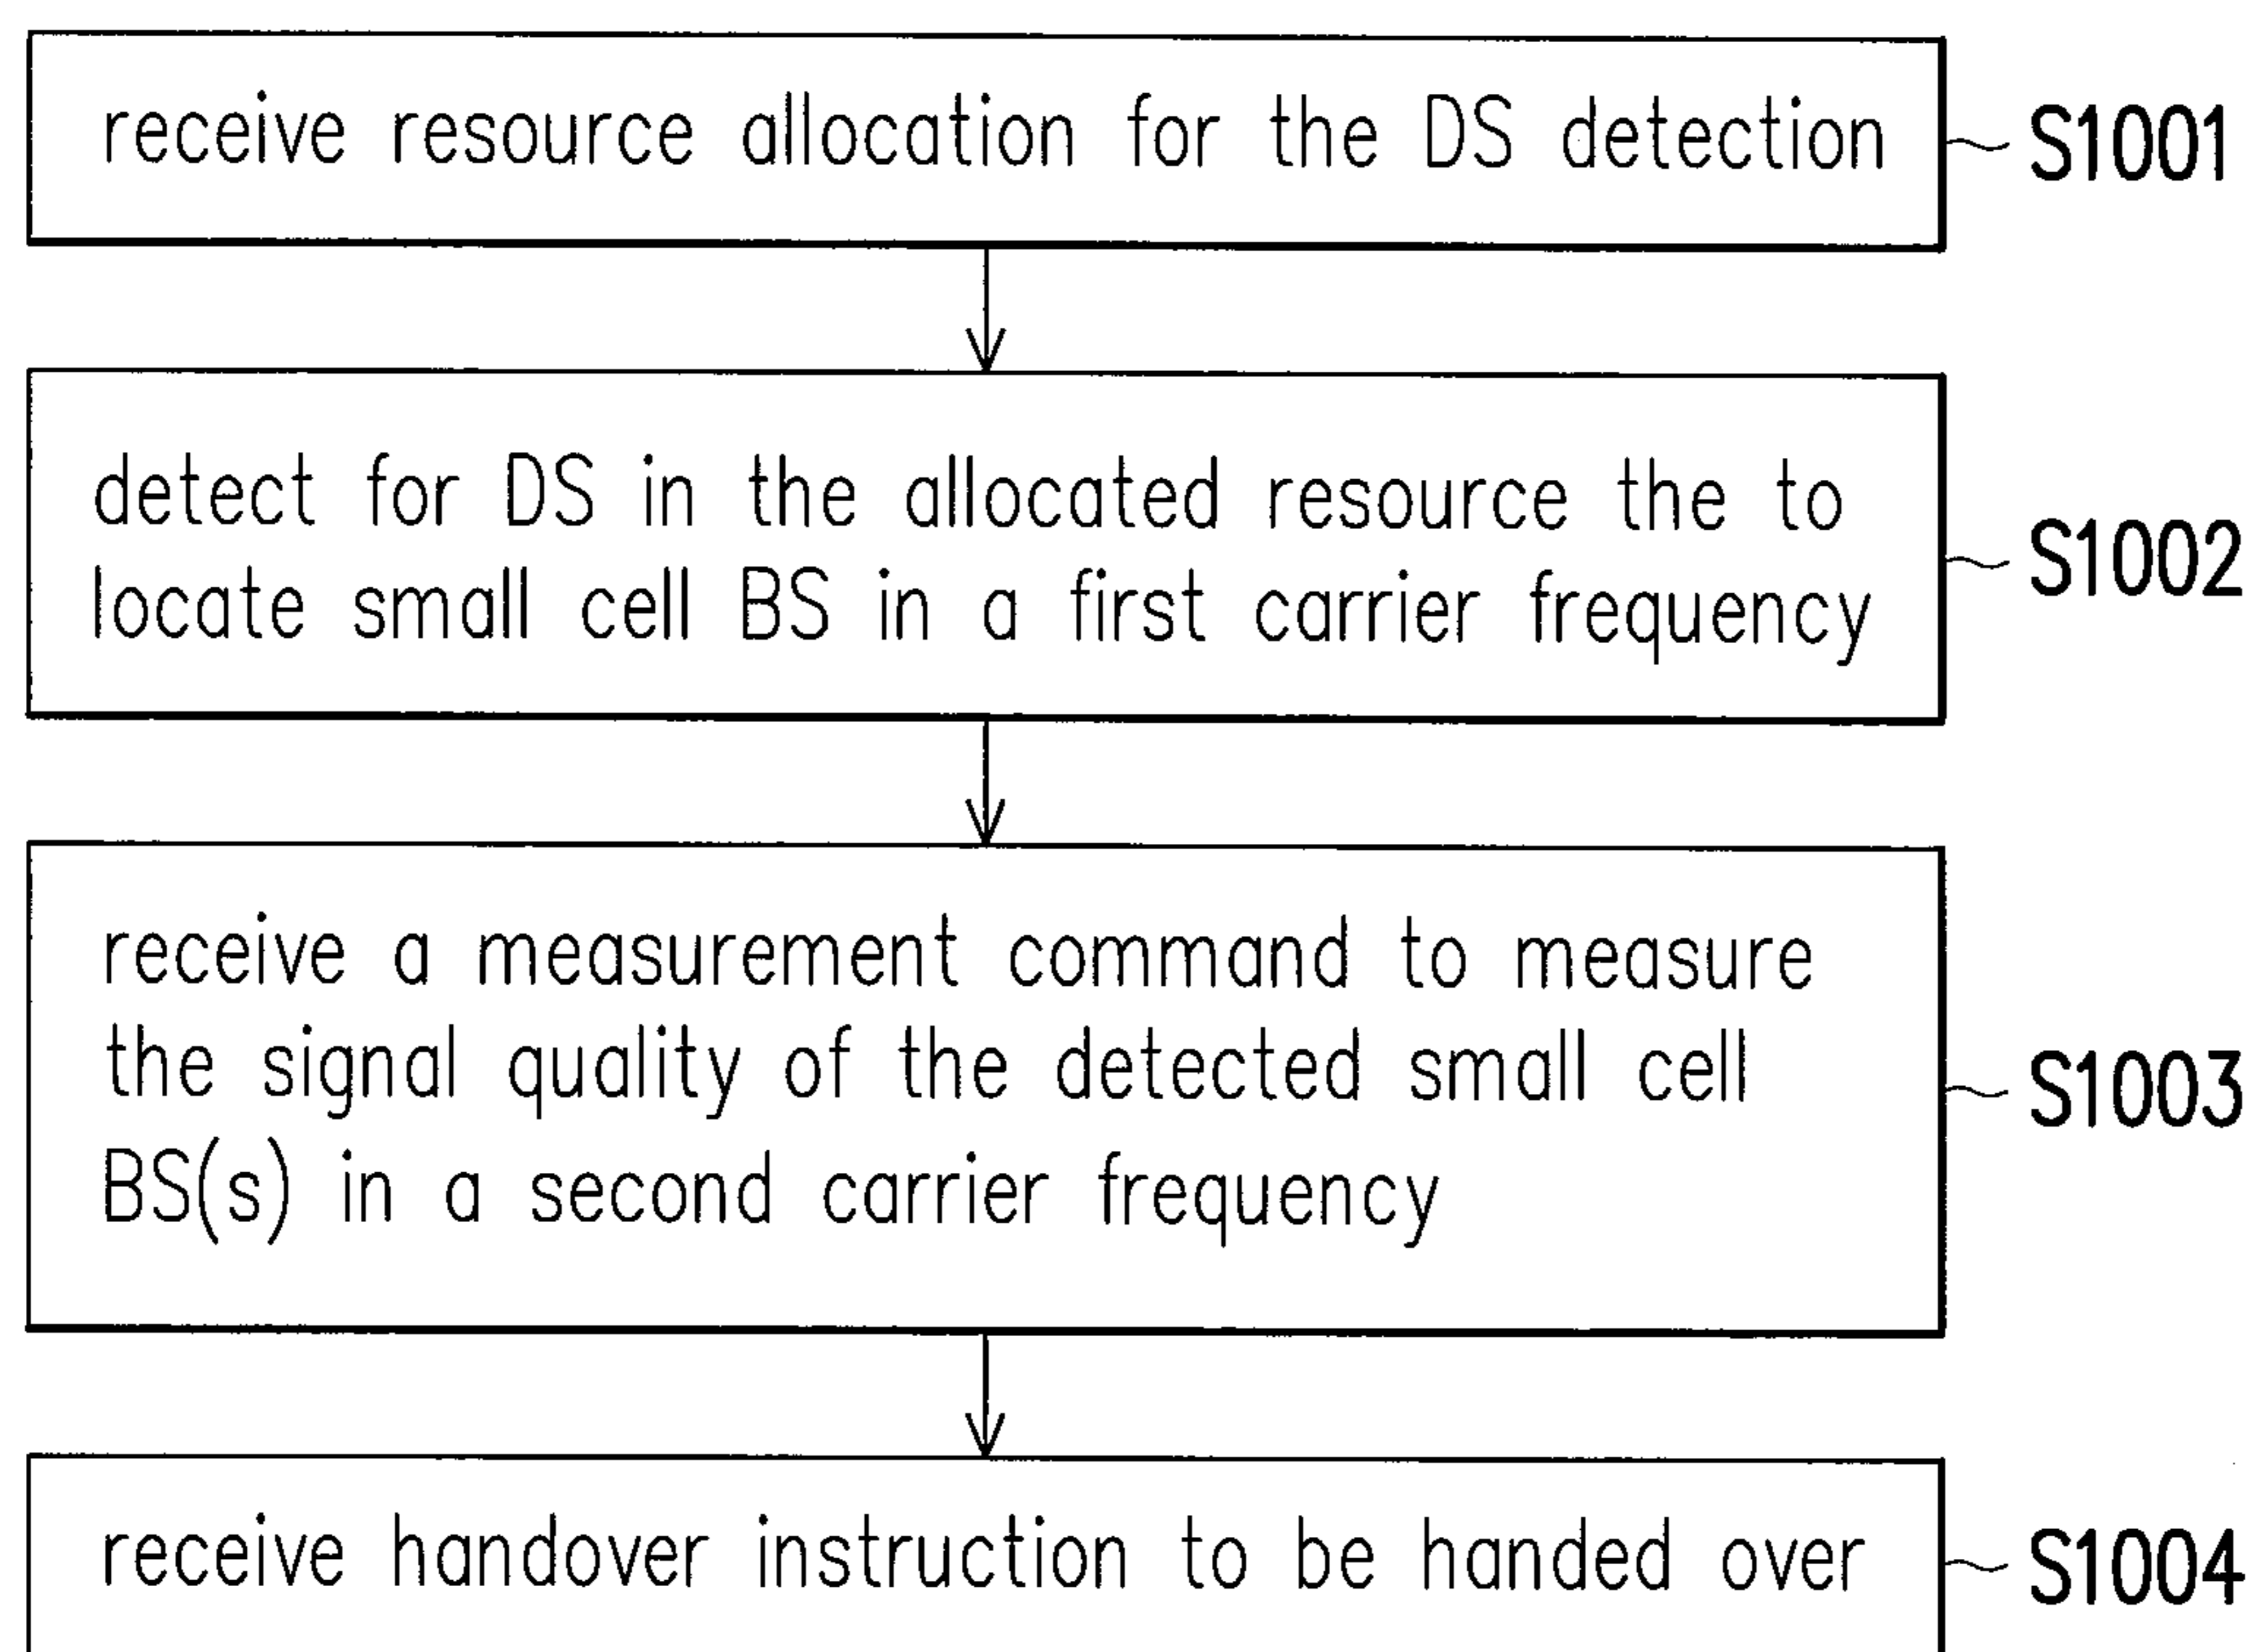 receive resource allocation for the DS detection
S1001
detect for DS in the allocated resource the to
locate small cell BS in a first carrier frequency
S1002
receive a measurement command to measure
the signal quality of the detected small cell
BS(s) in a second carrier frequency
S1003
receive handover instruction to be handed over
S1004